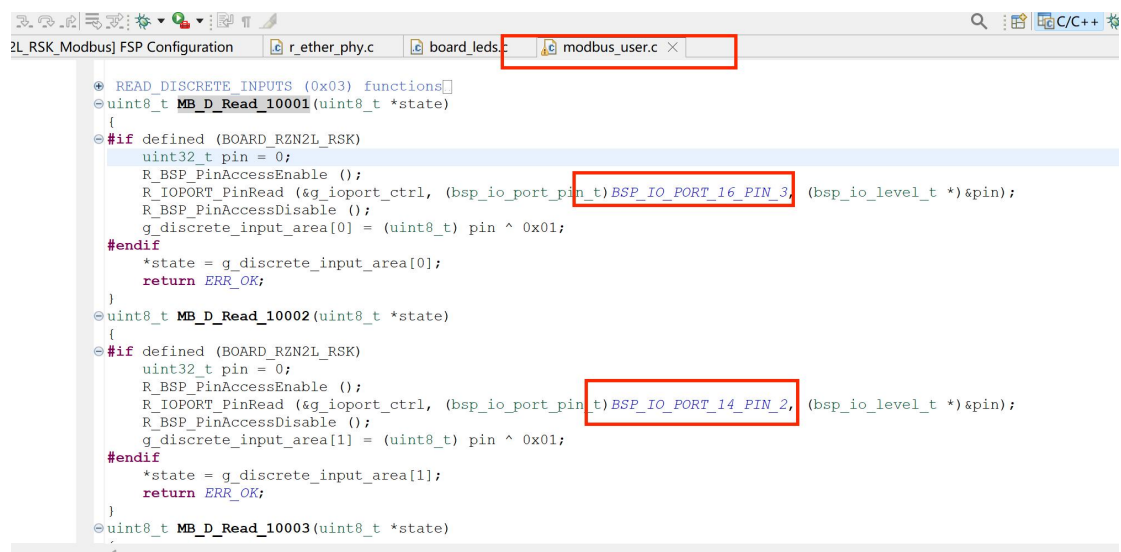 C/C++
2L_RSK_Modbus] FSP Configuration r_ether_phy.c board_leds.c modbus_user.c
READ_DISCRETE_INPUTS (0x03) functions
uint8_t MB_D_Read_10001(uint8_t *state)
{
#if defined (BOARD_RZN2L_RSK)
uint32_t pin = 0;
R_BSP_PinAccessEnable ();
R_IOPORT_PinRead (&g_ioport_ctrl, (bsp_io_port_pin_t)BSP_IO_PORT_16_PIN_3, (bsp_io_level_t *)&pin);
R_BSP_PinAccessDisable ();
g_discrete_input_area[0] = (uint8_t) pin ^ 0x01;
#endif
*state = g_discrete_input_area[0];
return ERR_OK;
}
uint8_t MB_D_Read_10002(uint8_t *state)
{
#if defined (BOARD_RZN2L_RSK)
uint32_t pin = 0;
R_BSP_PinAccessEnable ();
R_IOPORT_PinRead (&g_ioport_ctrl, (bsp_io_port_pin_t)BSP_IO_PORT_14_PIN_2, (bsp_io_level_t *)&pin);
R_BSP_PinAccessDisable ();
g_discrete_input_area[1] = (uint8_t) pin ^ 0x01;
#endif
*state = g_discrete_input_area[1];
return ERR_OK;
}
uint8_t MB_D_Read_10003(uint8_t *state)